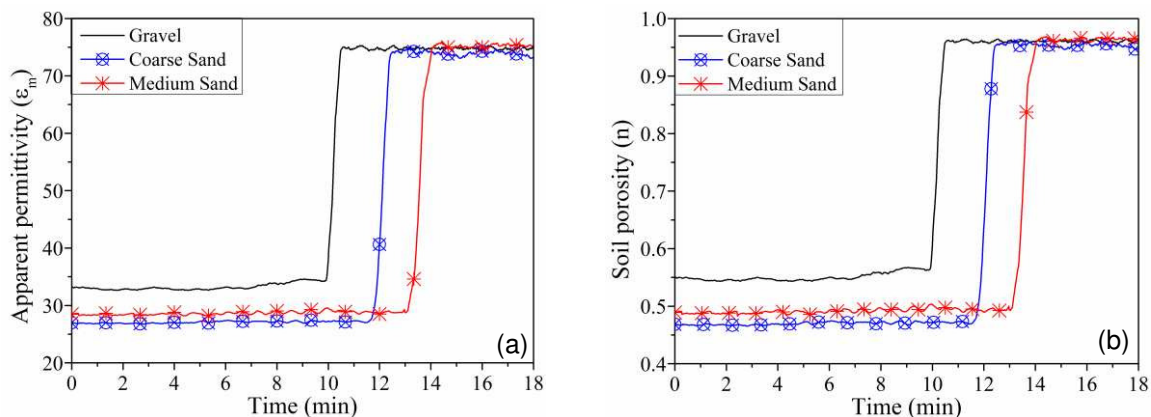 80
70
60
50
40
30
20
Apparent permittivity (εm)
Gravel
Coarse Sand
Medium Sand
(a)
0 2 4 6 8 10 12 14 16 18
Time (min)
1.0
0.9
0.8
0.7
0.6
0.5
0.4
Soil porosity (n)
Gravel
Coarse Sand
Medium Sand
(b)
0 2 4 6 8 10 12 14 16 18
Time (min)